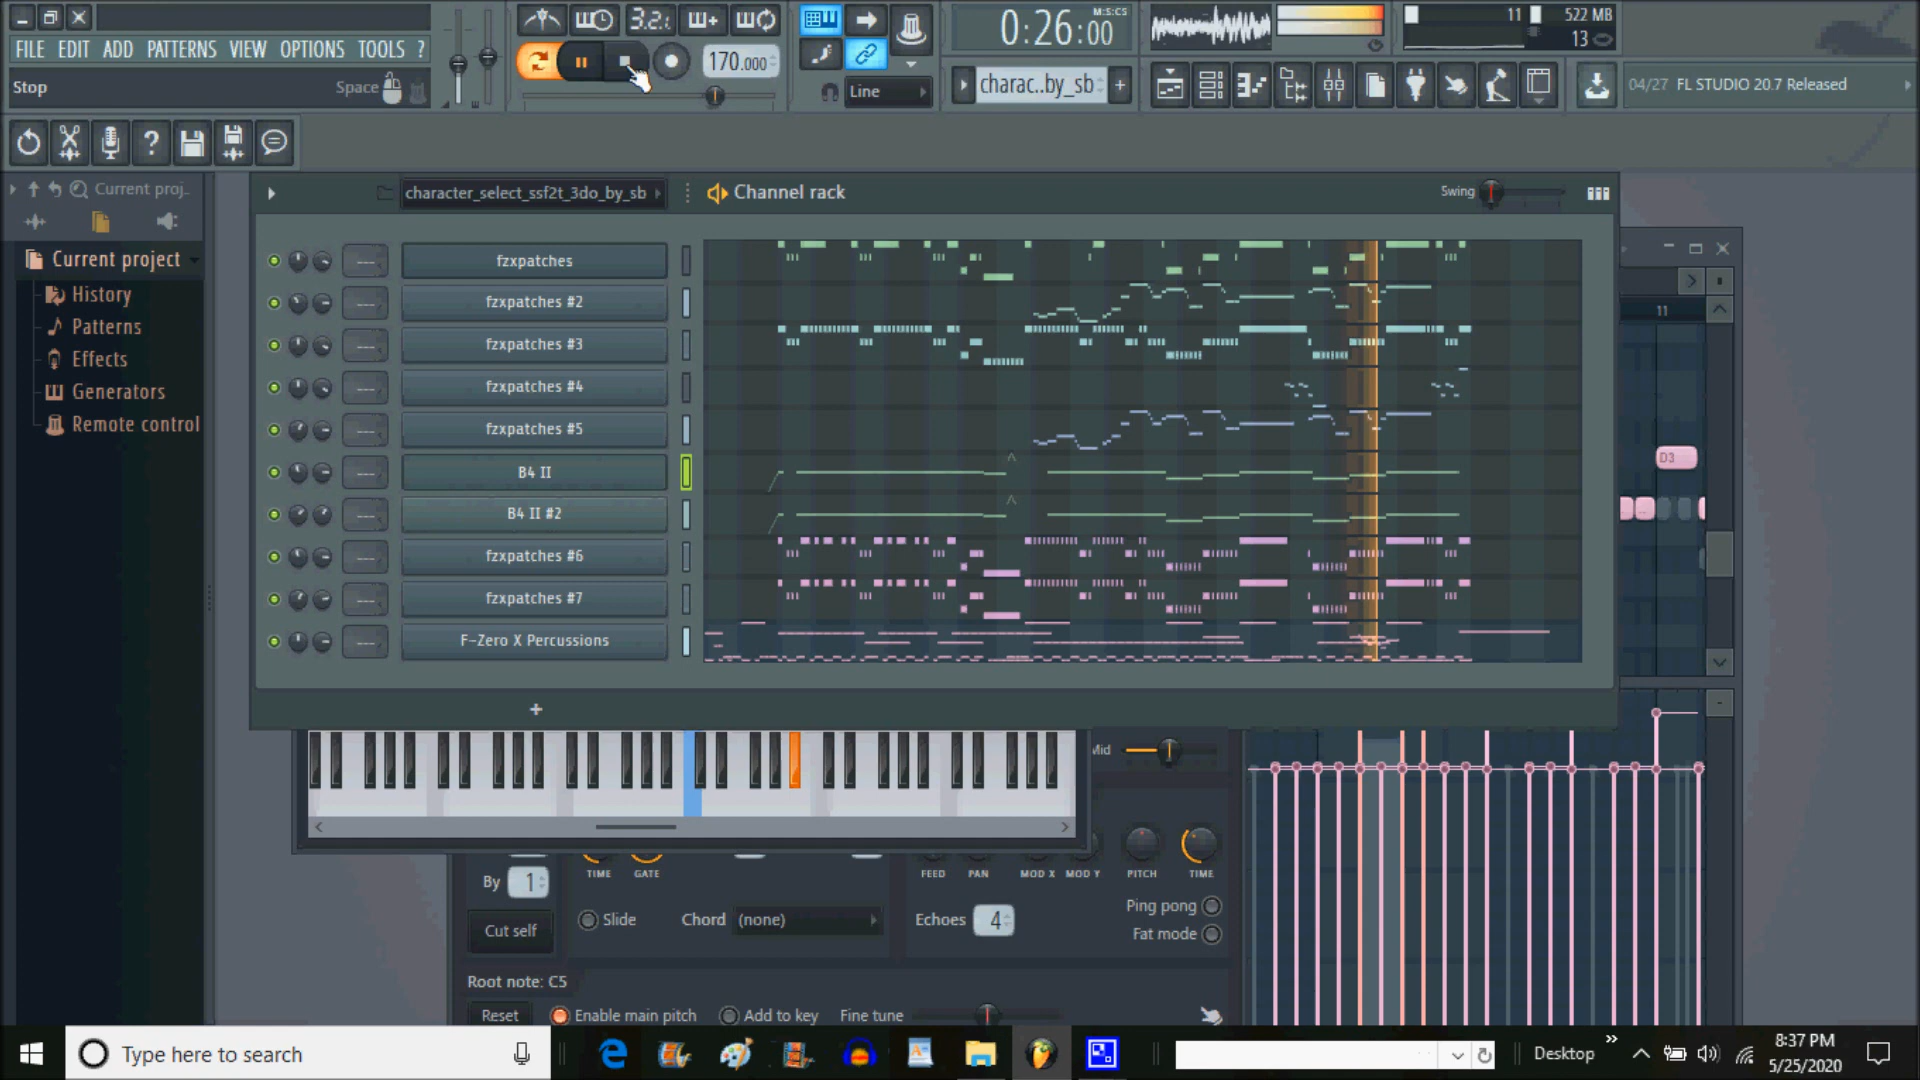 FILE EDIT ADD PATTERNS VIEW OPTIONS TOOLS ?
Stop
Space
3.2.
170.000
Line
0:26:00
M:S:CS
charac..by_sb
+
11
522 MB
13
04/27 FL STUDIO 20.7 Released
?
Current proj..
Current project
History
Patterns
Effects
Generators
Remote control
character_select_ssf2t_3do_by_sb
Channel rack
Swing
fzxpatches
fzxpatches #2
fzxpatches #3
fzxpatches #4
fzxpatches #5
B4 II
B4 II #2
fzxpatches #6
fzxpatches #7
F-Zero X Percussions
+
11
D3
Mid
By 1
TIME
GATE
FEED
PAN
MOD X
MOD Y
PITCH
TIME
Cut self
Slide
Chord
(none)
Echoes
4
Ping pong
Fat mode
Root note: C5
Reset
Enable main pitch
Add to key
Fine tune
Type here to search
Desktop
8:37 PM
5/25/2020